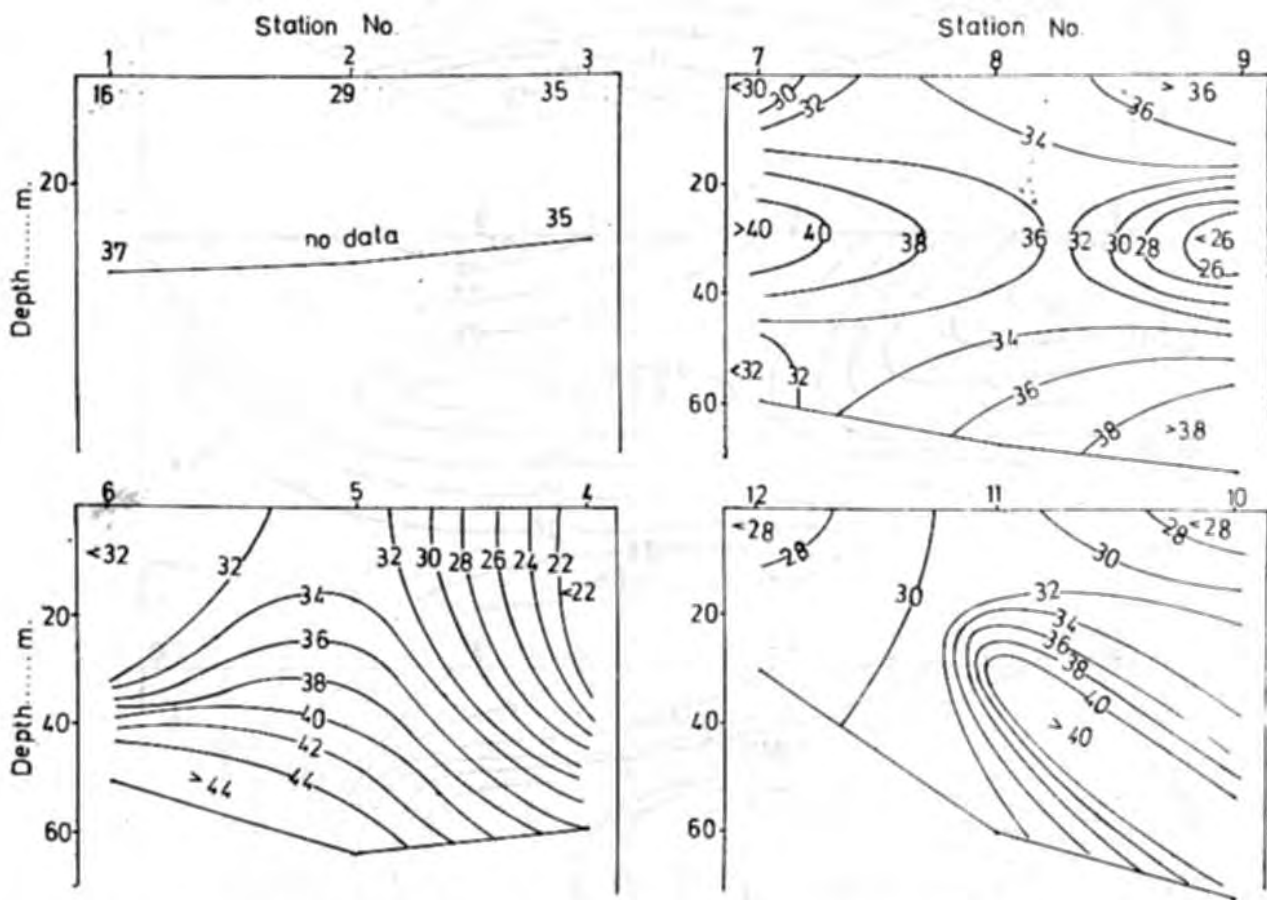 Station No.
1 2 3
16 29 35
20
no data
37 35
Depth......m.
Station No.
7 8 9
<30 30 32 > 36
36
34
20
>40 40 38 36 32 30 28 <26
26
40
34
<32 32
36
60
38 >38
6 5 4
<32 32 32 30 28 26 24 22
<22
34
20
36
38
40
40
42
>44 44
60
Depth......m.
12 11 10
<28 28 <28
28
30
30
32
20
34
36
38
40
40
> 40
60